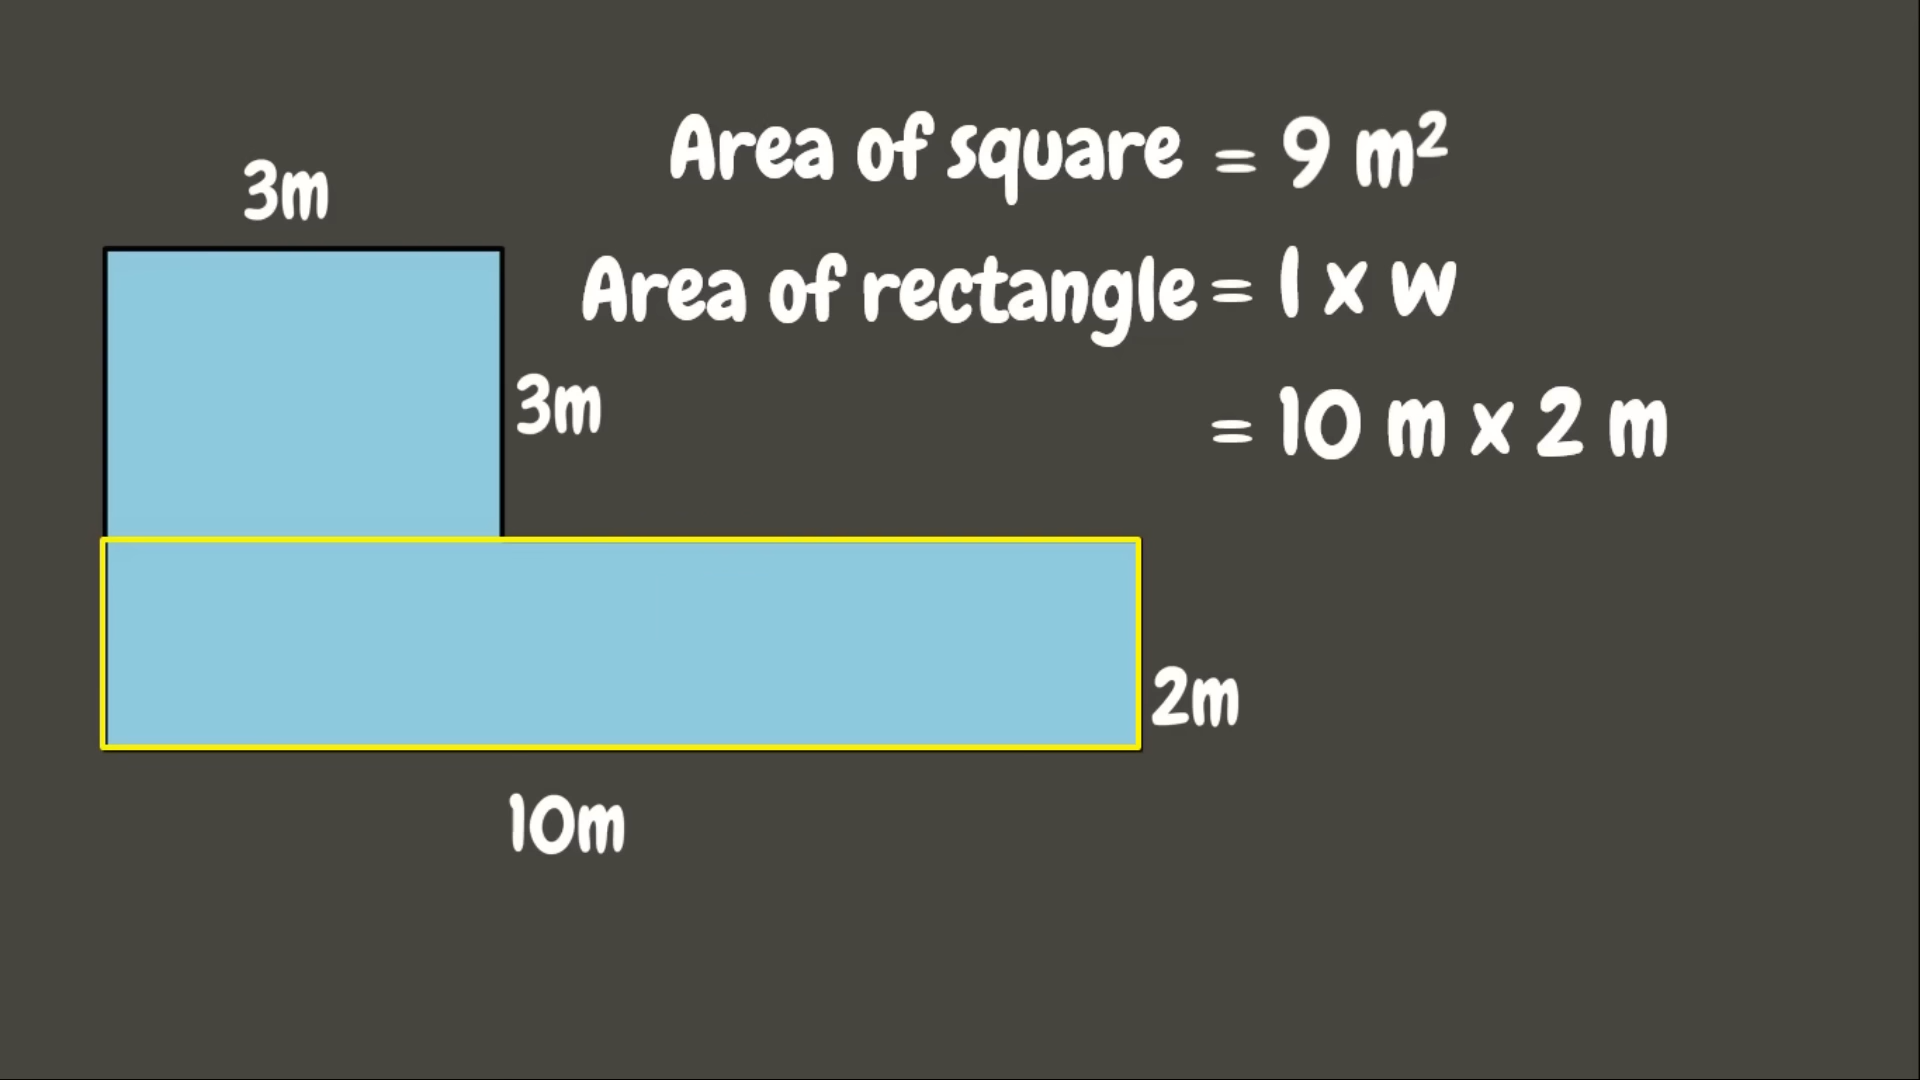 Area of square = 9 m²
3m
Area of rectangle = l x w
3m
= 10 m x 2 m
2m
10m